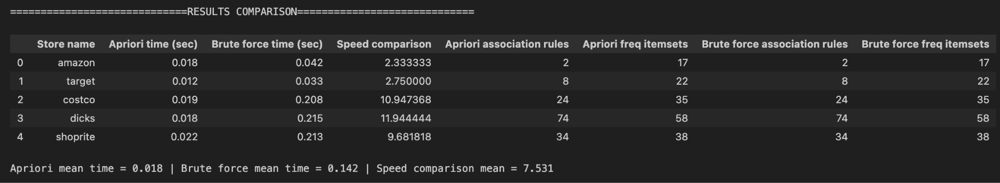 =============================RESULTS COMPARISON=============================
Store name Apriori time (sec) Brute force time (sec) Speed comparison Apriori association rules Apriori freq itemsets Brute force association rules Brute force freq itemsets
0 amazon 0.018 0.042 2.333333 2 17 2 17
1 target 0.012 0.033 2.750000 8 22 8 22
2 costco 0.019 0.208 10.947368 24 35 24 35
3 dicks 0.018 0.215 11.944444 74 58 74 58
4 shoprite 0.022 0.213 9.681818 34 38 34 38
Apriori mean time = 0.018 | Brute force mean time = 0.142 | Speed comparison mean = 7.531